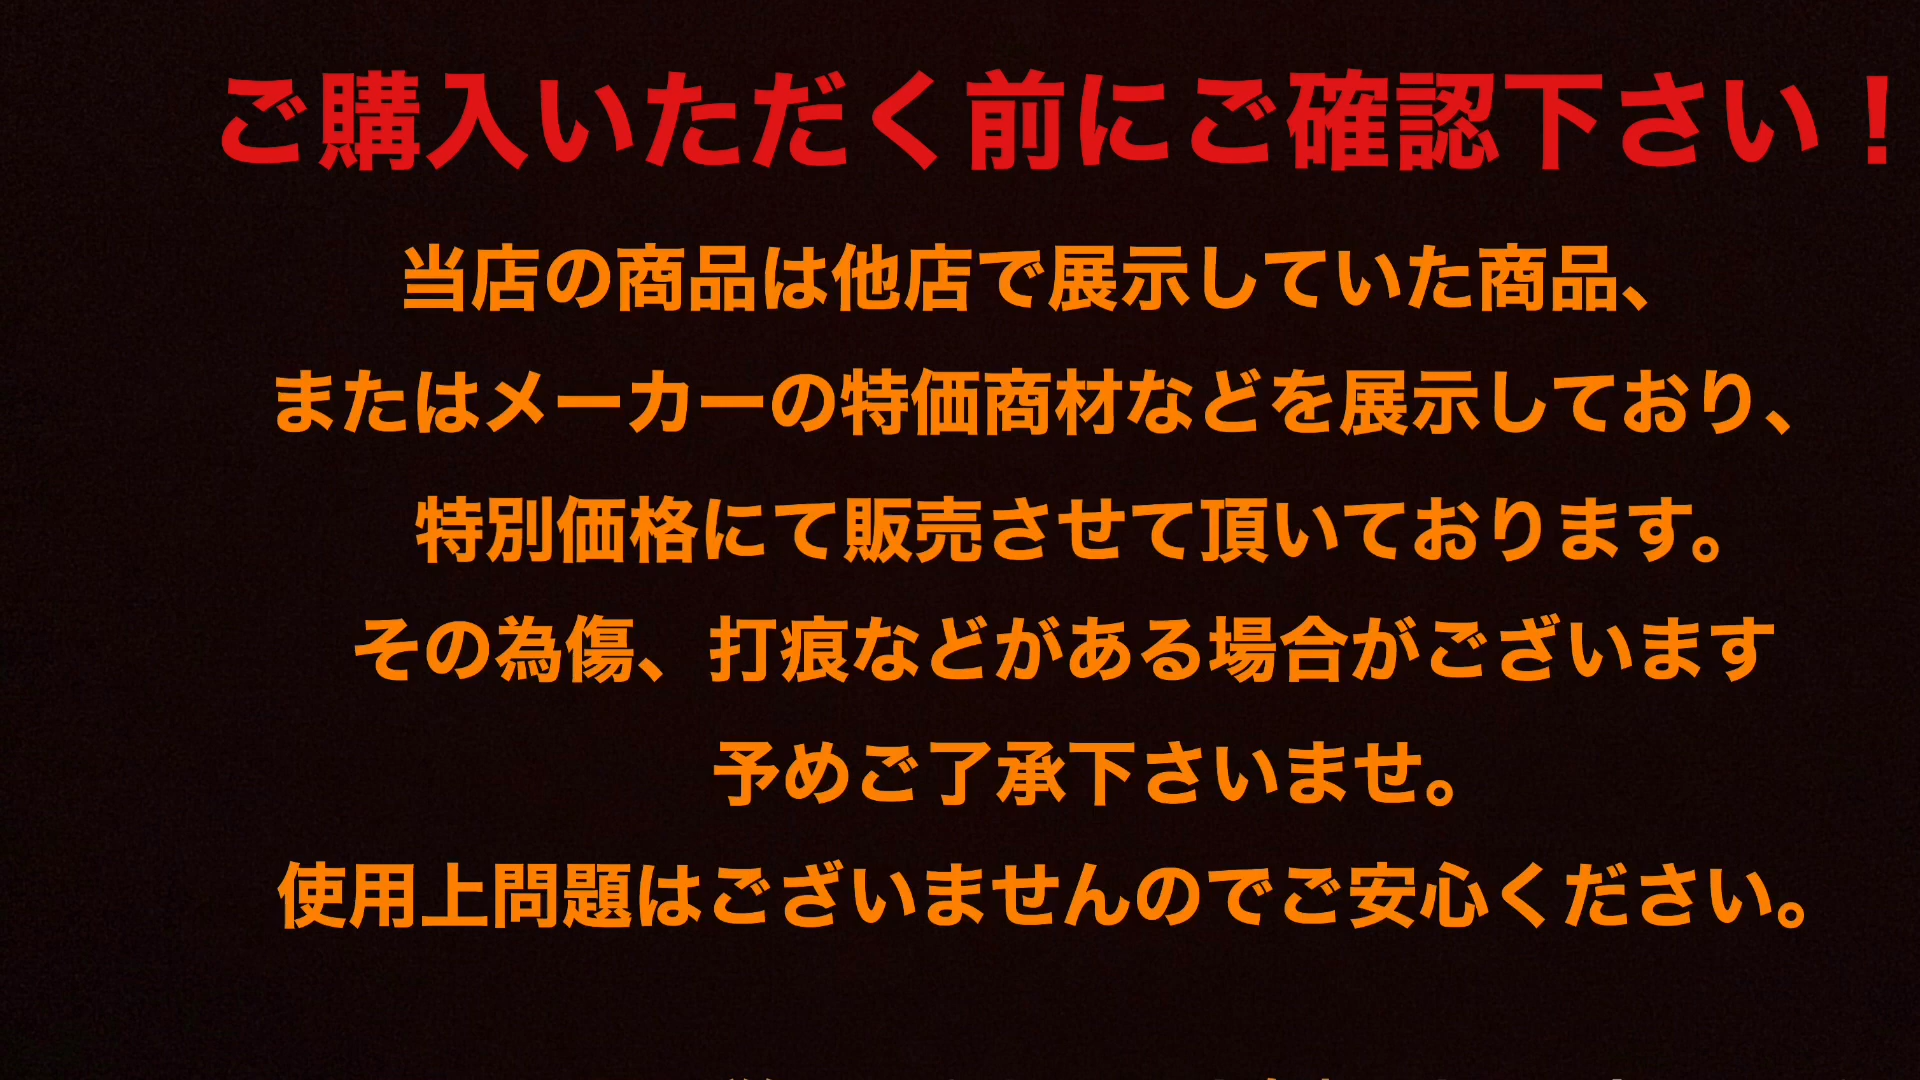 ご購入いただく前にご確認下さい！
当店の商品は他店で展示していた商品、
またはメーカーの特価商材などを展示しており、
特別価格にて販売させて頂いております。
その為傷、打痕などがある場合がございます
予めご了承下さいませ。
使用上問題はございませんのでご安心ください。